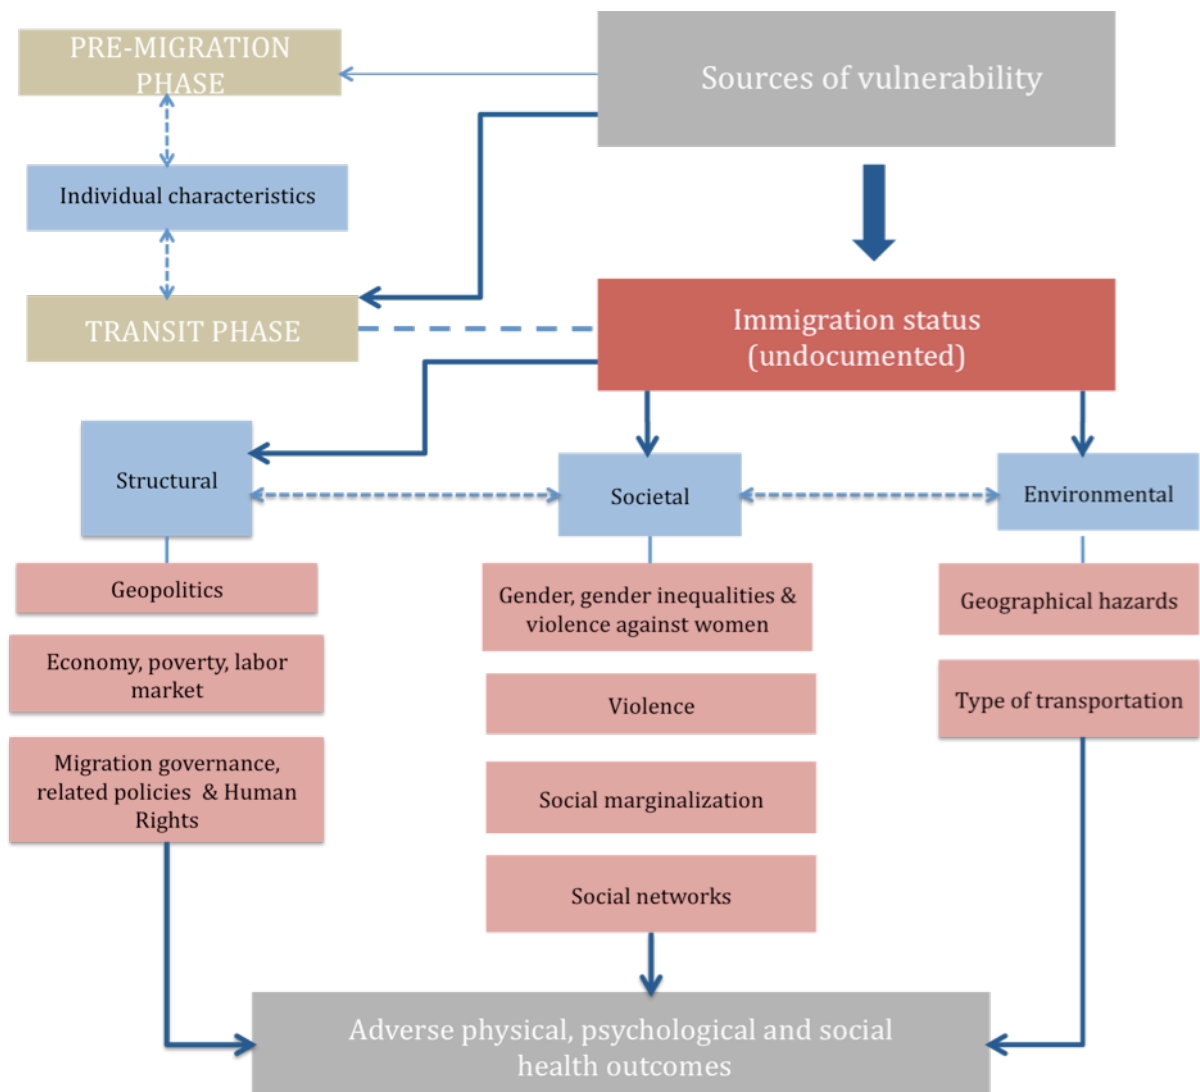 PRE-MIGRATION
PHASE
Sources of vulnerability
Individual characteristics
TRANSIT PHASE
Immigration status
(undocumented)
Structural
Societal
Environmental
Geopolitics
Economy, poverty, labor
market
Migration governance,
related policies & Human
Rights
Gender, gender inequalities &
violence against women
Violence
Social marginalization
Social networks
Geographical hazards
Type of transportation
Adverse physical, psychological and social
health outcomes